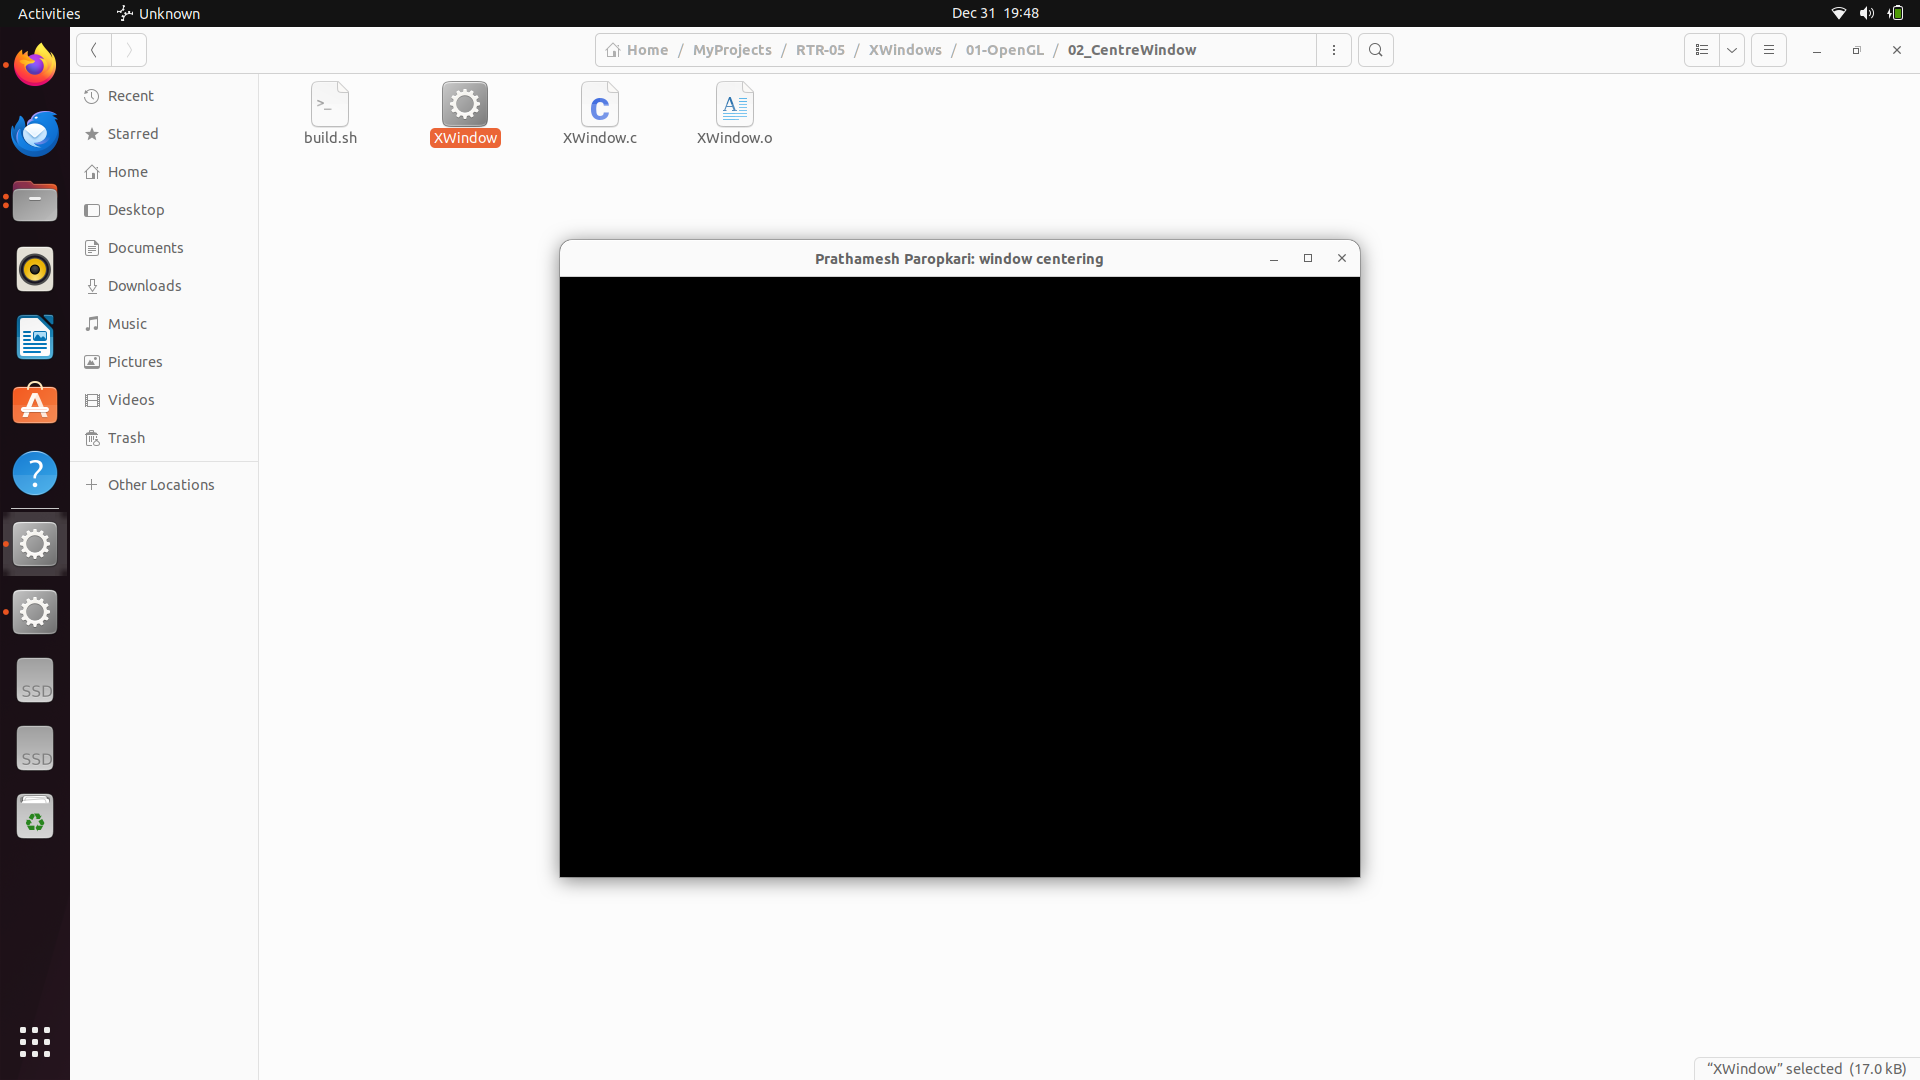 Activities Unknown Dec 31 19:48
Home / MyProjects / RTR-05 / XWindows / 01-OpenGL / 02_CentreWindow
Recent
Starred
Home
Desktop
Documents
Downloads
Music
Pictures
Videos
Trash
Other Locations
>_
C
A
build.sh XWindow XWindow.c XWindow.o
Prathamesh Paropkari: window centering
?
SSD
SSD
“XWindow” selected (17.0 kB)